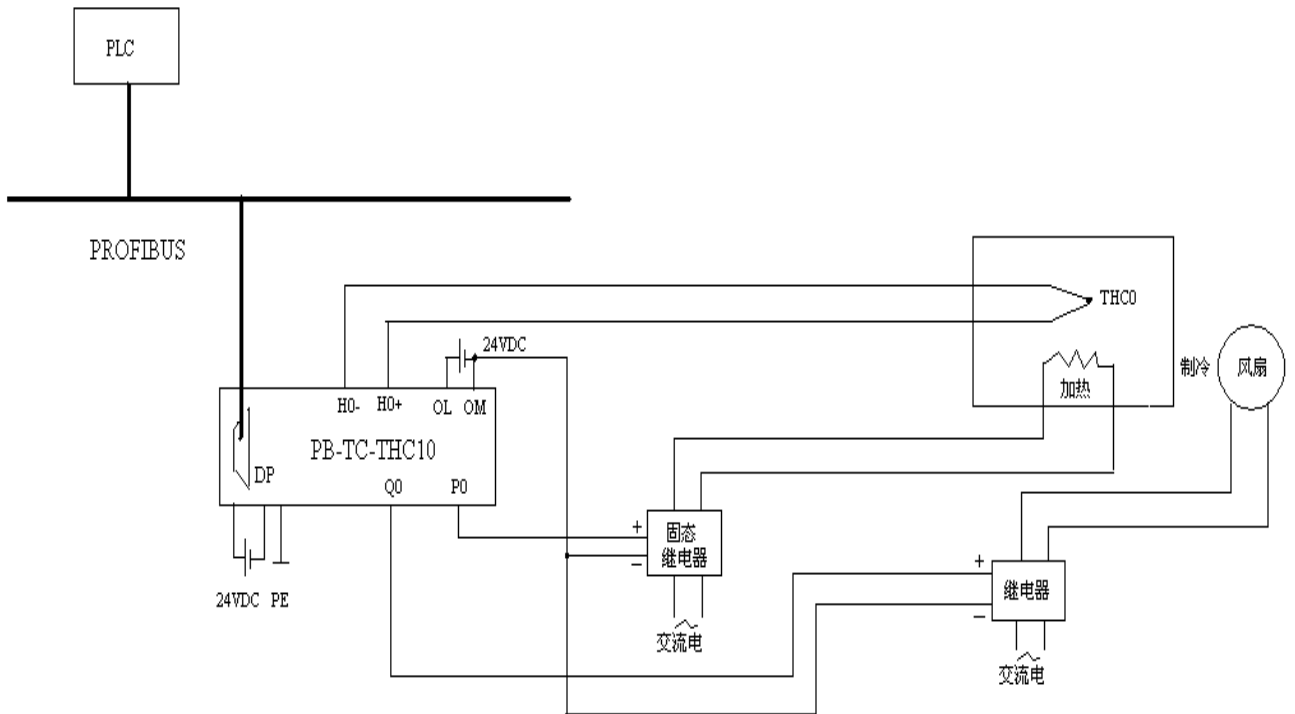 PLC
PROFIBUS
THC0
24VDC
制冷
风扇
加热
H0-
H0+
OL
OM
PB-TC-THC10
DP
Q0
P0
+
固态
继电器
−
+
继电器
−
24VDC
PE
交流电
交流电